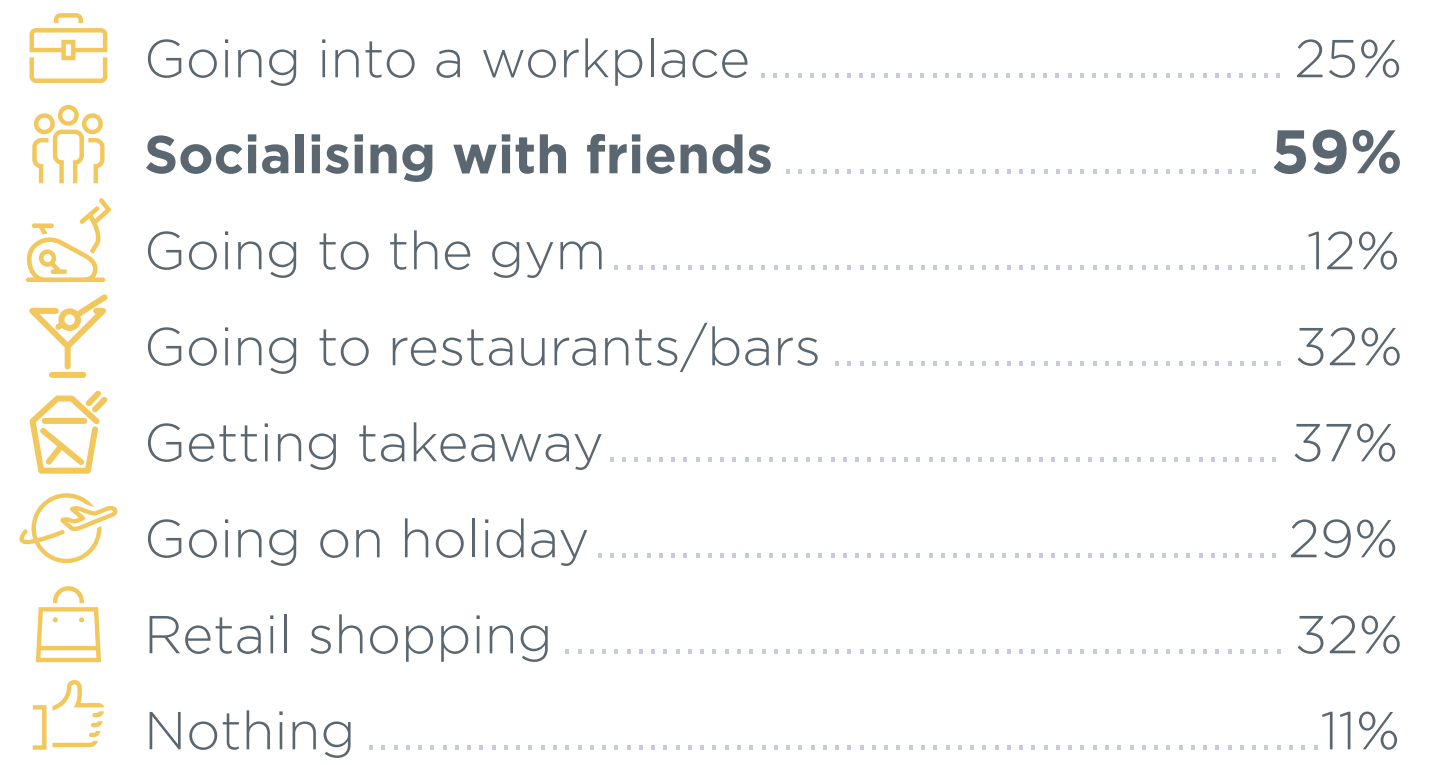 Going into a workplace 25%
Socialising with friends 59%
Going to the gym 12%
Going to restaurants/bars 32%
Getting takeaway 37%
Going on holiday 29%
Retail shopping 32%
Nothing 11%